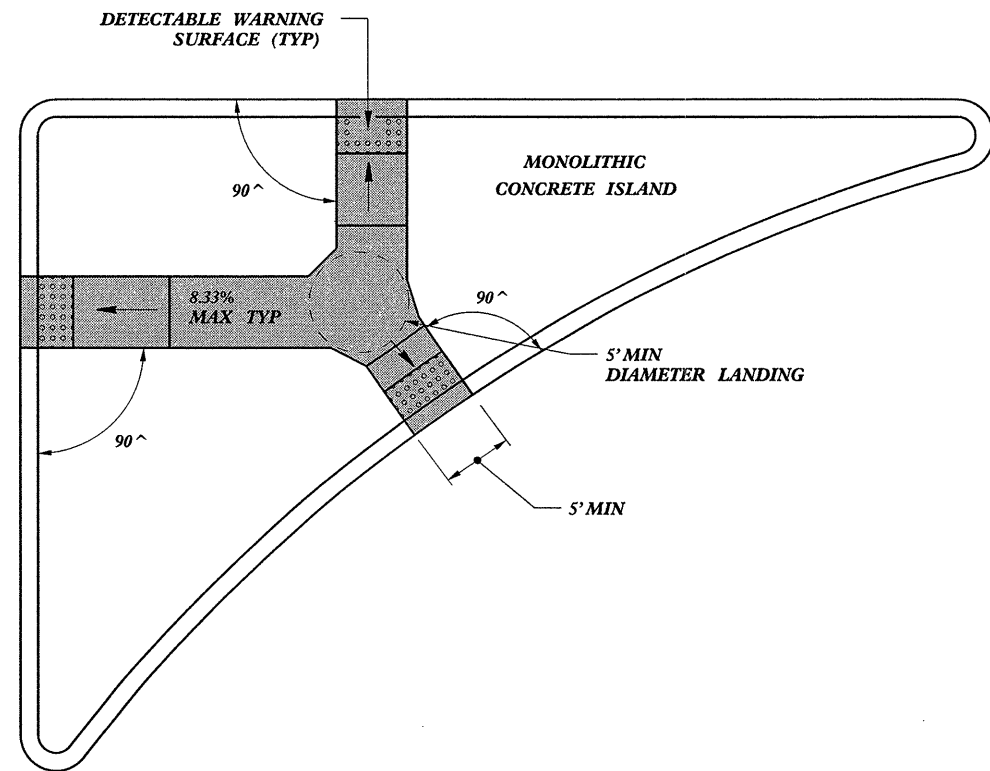 DETECTABLE WARNING
SURFACE (TYP)
MONOLITHIC
CONCRETE ISLAND
90^
8.33%
MAX TYP
90^
5' MIN
DIAMETER LANDING
90^
5' MIN